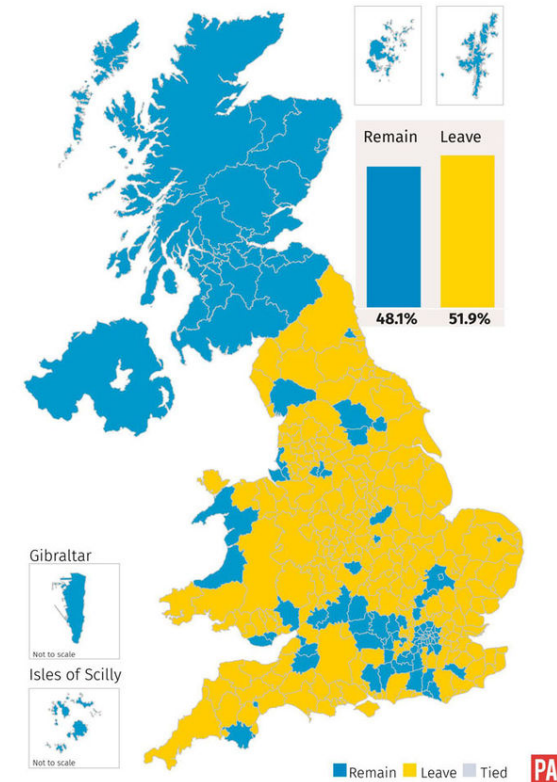 Remain Leave
48.1% 51.9%
Gibraltar
Not to scale
Isles of Scilly
Not to scale
Remain Leave Tied
PA